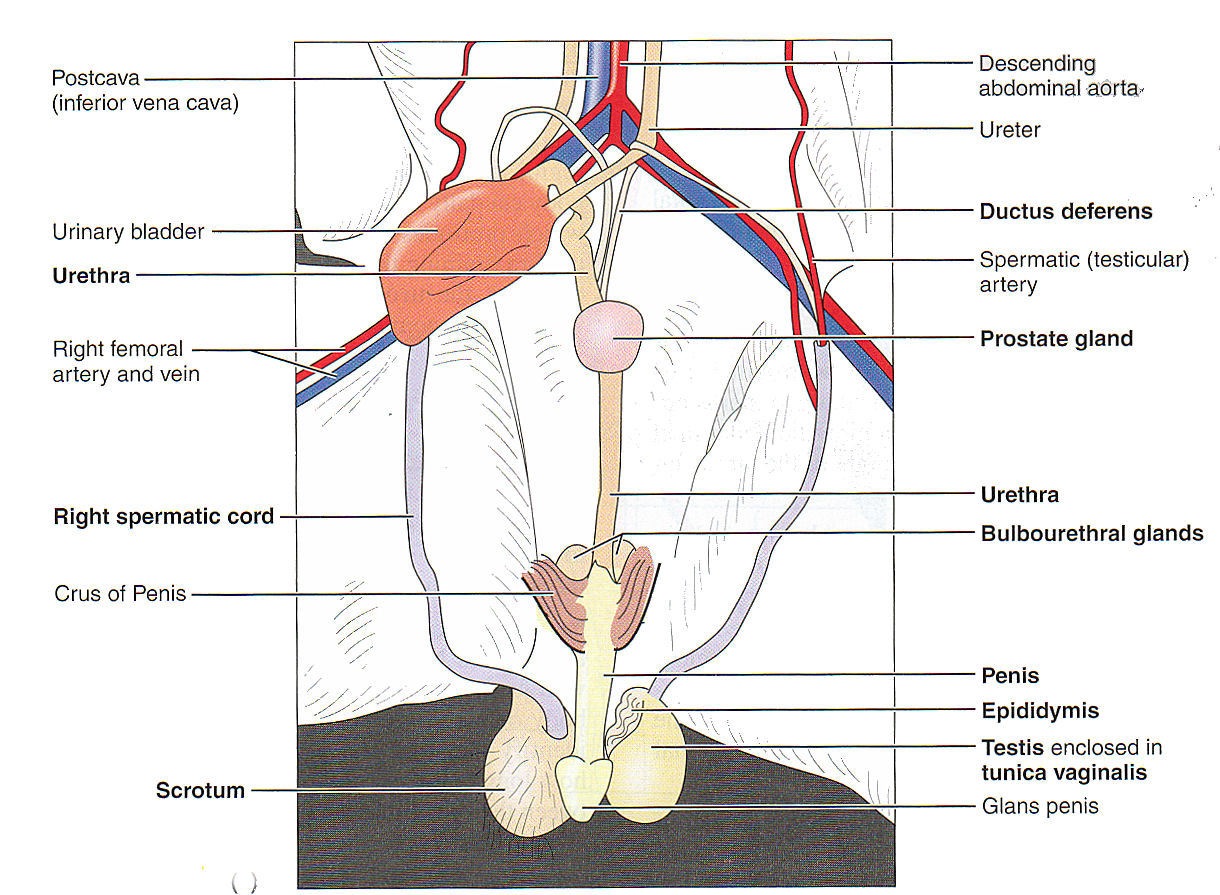 Postcava
(inferior vena cava)
Urinary bladder
Urethra
Right femoral
artery and vein
Right spermatic cord
Crus of Penis
Scrotum
Descending
abdominal aorta
Ureter
Ductus deferens
Spermatic (testicular)
artery
Prostate gland
Urethra
Bulbourethral glands
Penis
Epididymis
Testis enclosed in
tunica vaginalis
Glans penis